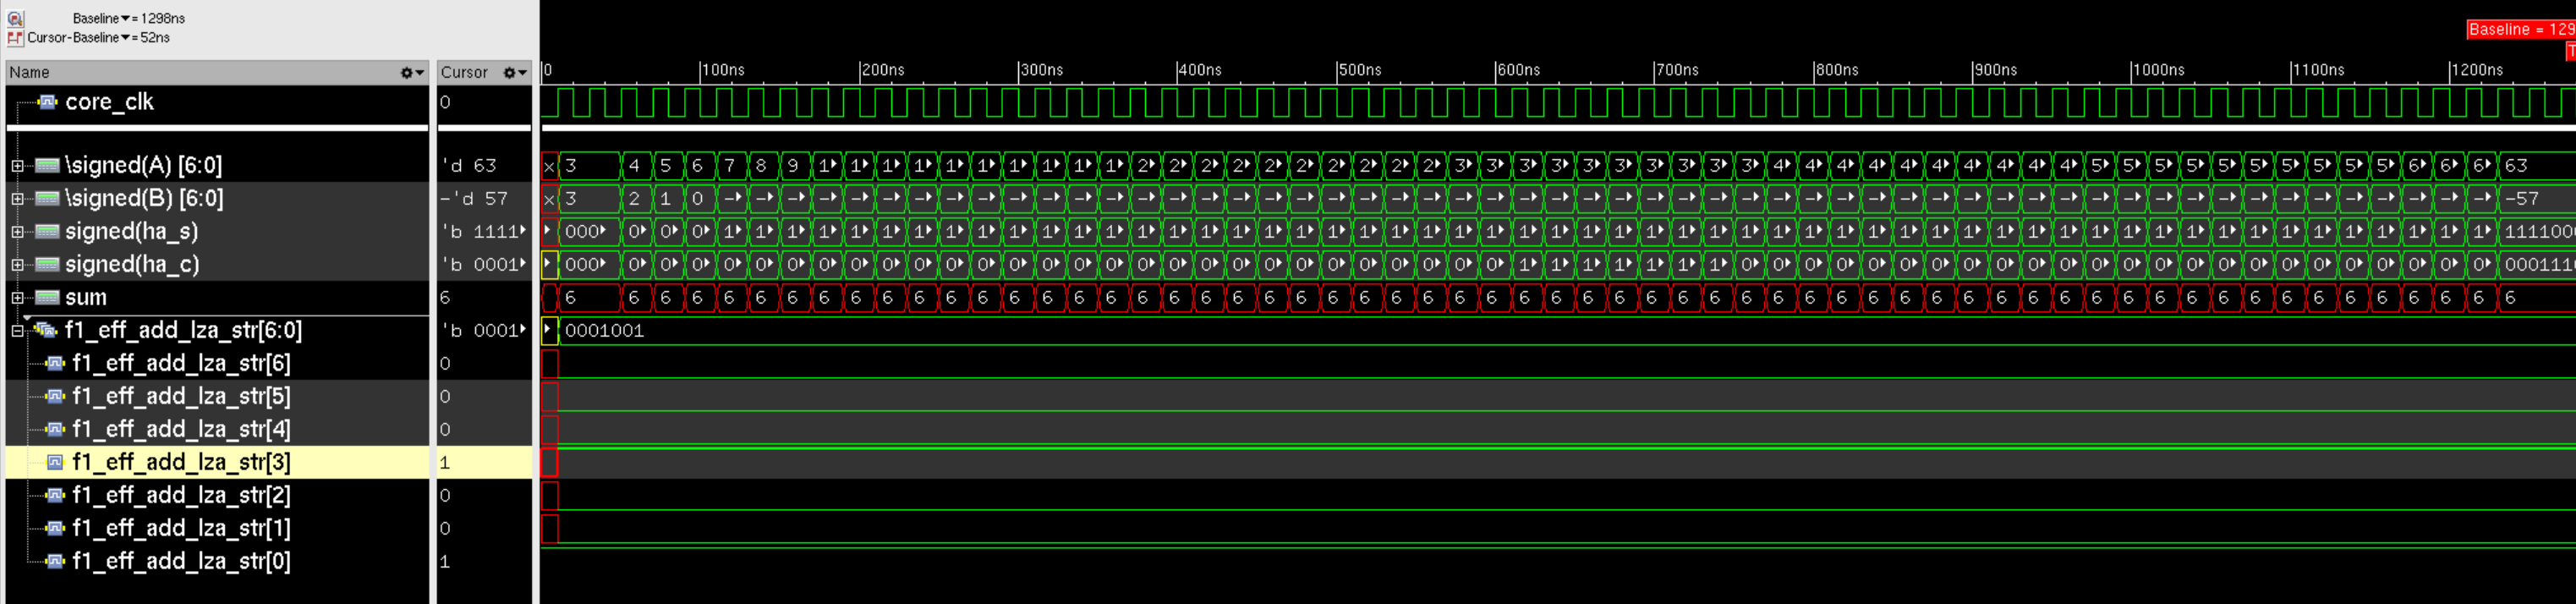 Baseline▼= 1298ns
Cursor-Baseline▼= 52ns
Baseline = 129
T
Name Cursor 0 100ns 200ns 300ns 400ns 500ns 600ns 700ns 800ns 900ns 1000ns 1100ns 1200ns
core_clk 0
\signed(A) [6:0] 'd 63 x 3 4 5 6 7 8 9 1 1 1 1 1 1 1 1 1 1 2 2 2 2 2 2 2 2 2 2 3 3 3 3 3 3 3 3 3 3 4 4 4 4 4 4 4 4 4 4 5 5 5 5 5 5 5 5 5 5 6 6 6 63
\signed(B) [6:0] -'d 57 x 3 2 1 0 - - - - - - - - - - - - - - - - - - - - - - - - - - - - - - - - - - - - - - - - - - - - - - - - - - - - - - - - -57
signed(ha_s) 'b 1111 000 0 0 0 1 1 1 1 1 1 1 1 1 1 1 1 1 1 1 1 1 1 1 1 1 1 1 1 1 1 1 1 1 1 1 1 1 1 1 1 1 1 1 1 1 1 1 1 1 1 1 1 1 1 1 1 1 1 1 1 1111000
signed(ha_c) 'b 0001 000 0 0 0 0 0 0 0 0 0 0 0 0 0 0 0 0 0 0 0 0 0 0 0 0 0 0 0 1 1 1 1 1 1 1 0 0 0 0 0 0 0 0 0 0 0 0 0 0 0 0 0 0 0 0 0 0 0 0 0 0001110
sum 6 6 6 6 6 6 6 6 6 6 6 6 6 6 6 6 6 6 6 6 6 6 6 6 6 6 6 6 6 6 6 6 6 6 6 6 6 6 6 6 6 6 6 6 6 6 6 6 6 6 6 6 6 6 6 6 6 6 6 6 6 6
f1_eff_add_lza_str[6:0] 'b 0001 0001001
f1_eff_add_lza_str[6] 0
f1_eff_add_lza_str[5] 0
f1_eff_add_lza_str[4] 0
f1_eff_add_lza_str[3] 1
f1_eff_add_lza_str[2] 0
f1_eff_add_lza_str[1] 0
f1_eff_add_lza_str[0] 1